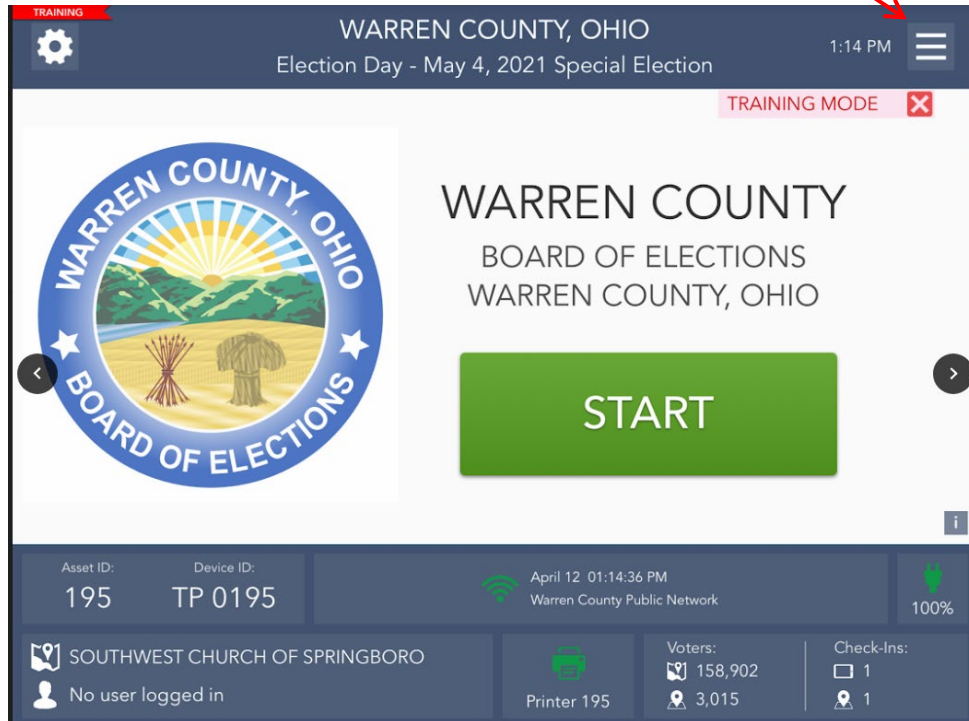 TRAINING
WARREN COUNTY, OHIO
Election Day - May 4, 2021 Special Election
1:14 PM
TRAINING MODE
WARREN COUNTY, OHIO
BOARD OF ELECTIONS
WARREN COUNTY
BOARD OF ELECTIONS
WARREN COUNTY, OHIO
START
i
Asset ID:
195
Device ID:
TP 0195
April 12 01:14:36 PM
Warren County Public Network
100%
SOUTHWEST CHURCH OF SPRINGBORO
No user logged in
Printer 195
Voters:
158,902
3,015
Check-Ins:
1
1